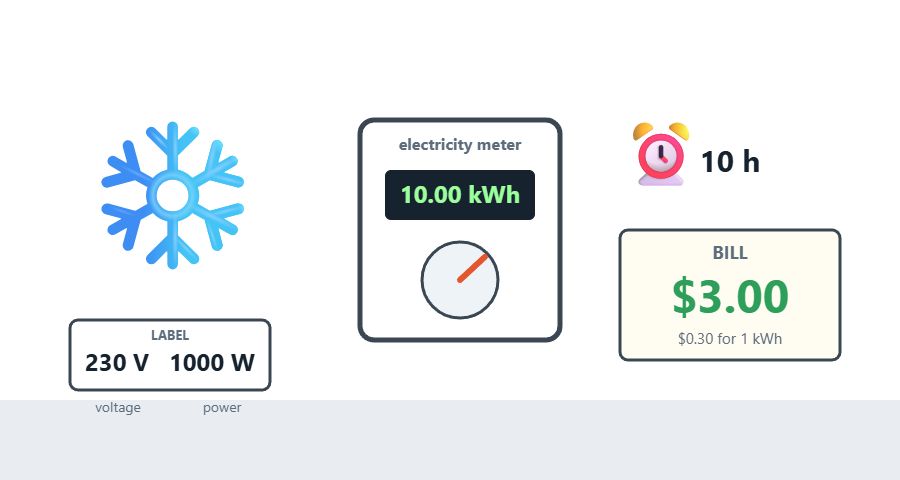 LABEL
230 V 1000 W
voltage power
electricity meter
10.00 kWh
10 h
BILL
$3.00
$0.30 for 1 kWh